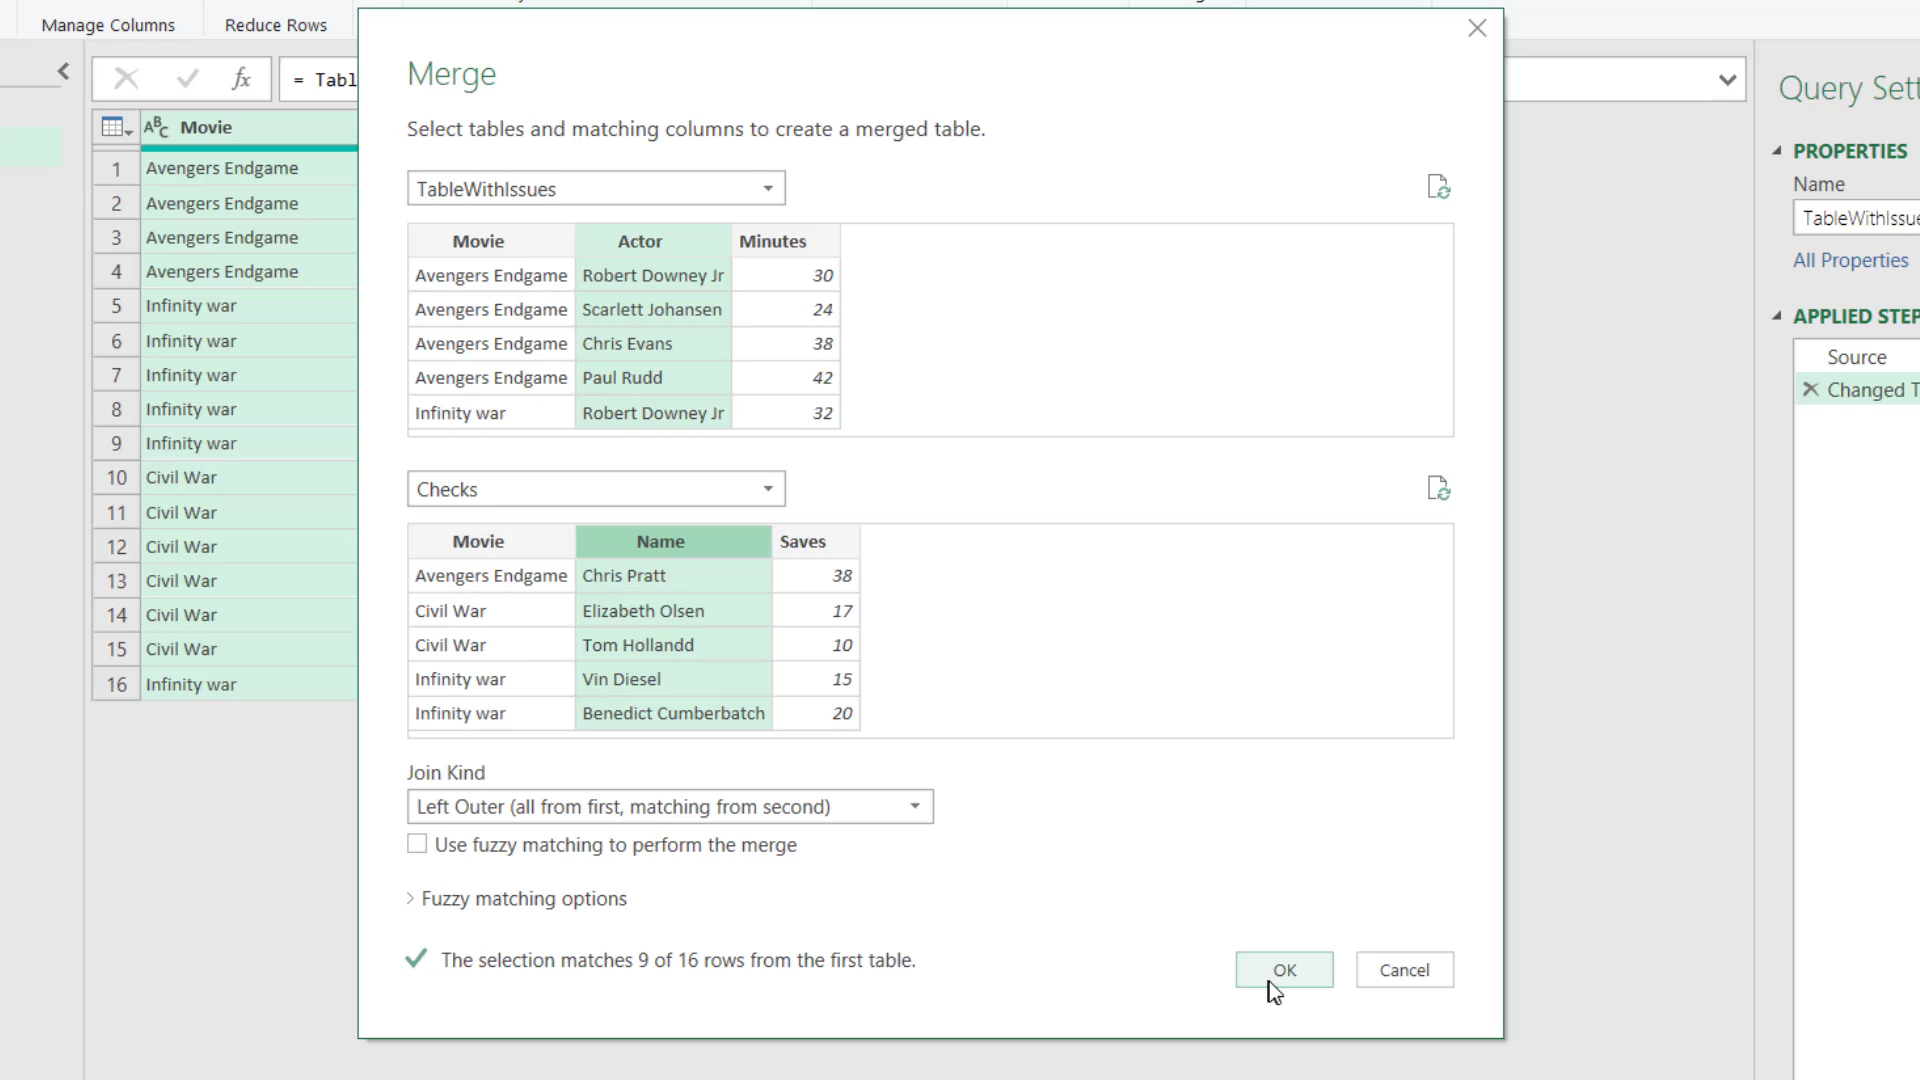 Manage Columns
Reduce Rows
fx
= Tabl
Movie
1 Avengers Endgame
2 Avengers Endgame
3 Avengers Endgame
4 Avengers Endgame
5 Infinity war
6 Infinity war
7 Infinity war
8 Infinity war
9 Infinity war
10 Civil War
11 Civil War
12 Civil War
13 Civil War
14 Civil War
15 Civil War
16 Infinity war
Merge
Select tables and matching columns to create a merged table.
TableWithIssues
Movie Actor Minutes
Avengers Endgame Robert Downey Jr 30
Avengers Endgame Scarlett Johansen 24
Avengers Endgame Chris Evans 38
Avengers Endgame Paul Rudd 42
Infinity war Robert Downey Jr 32
Checks
Movie Name Saves
Avengers Endgame Chris Pratt 38
Civil War Elizabeth Olsen 17
Civil War Tom Hollandd 10
Infinity war Vin Diesel 15
Infinity war Benedict Cumberbatch 20
Join Kind
Left Outer (all from first, matching from second)
Use fuzzy matching to perform the merge
Fuzzy matching options
The selection matches 9 of 16 rows from the first table.
OK
Cancel
Query Sett
PROPERTIES
Name
TableWithIssue
All Properties
APPLIED STEP
Source
Changed T